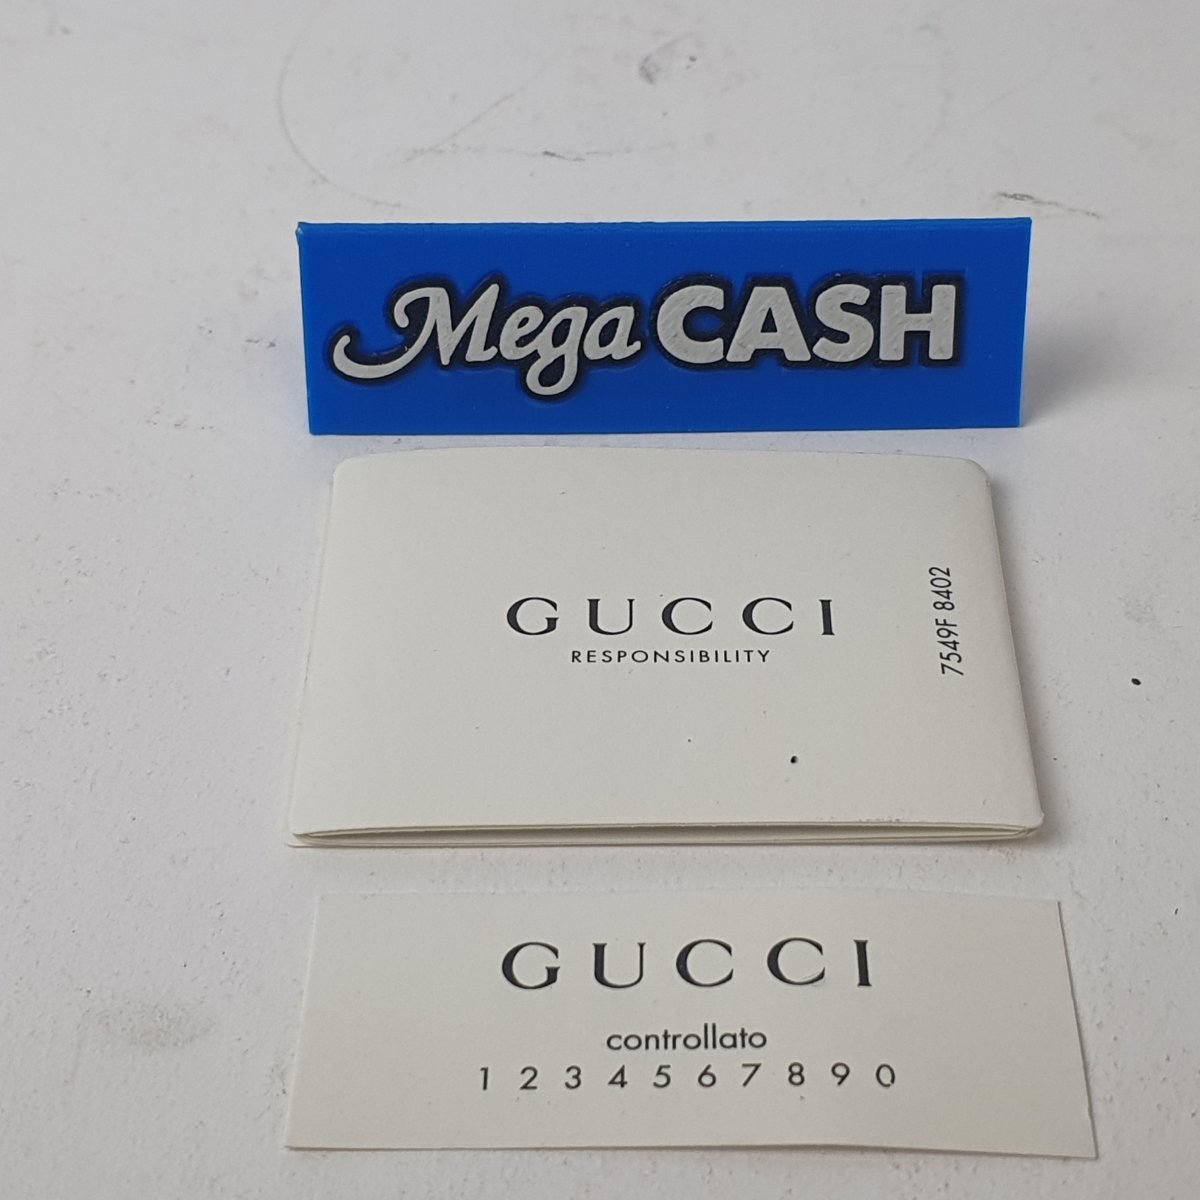 Mega CASH
GUCCI
RESPONSIBILITY
7549F 8402
GUCCI
controllato
1 2 3 4 5 6 7 8 9 0